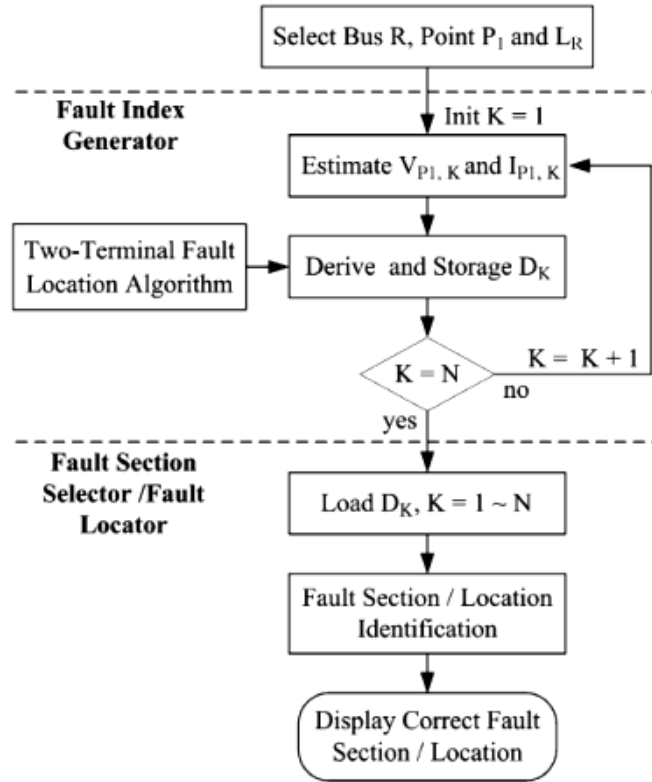 Select Bus R, Point P1 and LR
Fault Index
Generator
Init K = 1
Estimate VP1, K and IP1, K
Two-Terminal Fault
Location Algorithm
Derive and Storage DK
K = N
K = K + 1
no
yes
Fault Section
Selector /Fault
Locator
Load DK, K = 1 ~ N
Fault Section / Location
Identification
Display Correct Fault
Section / Location